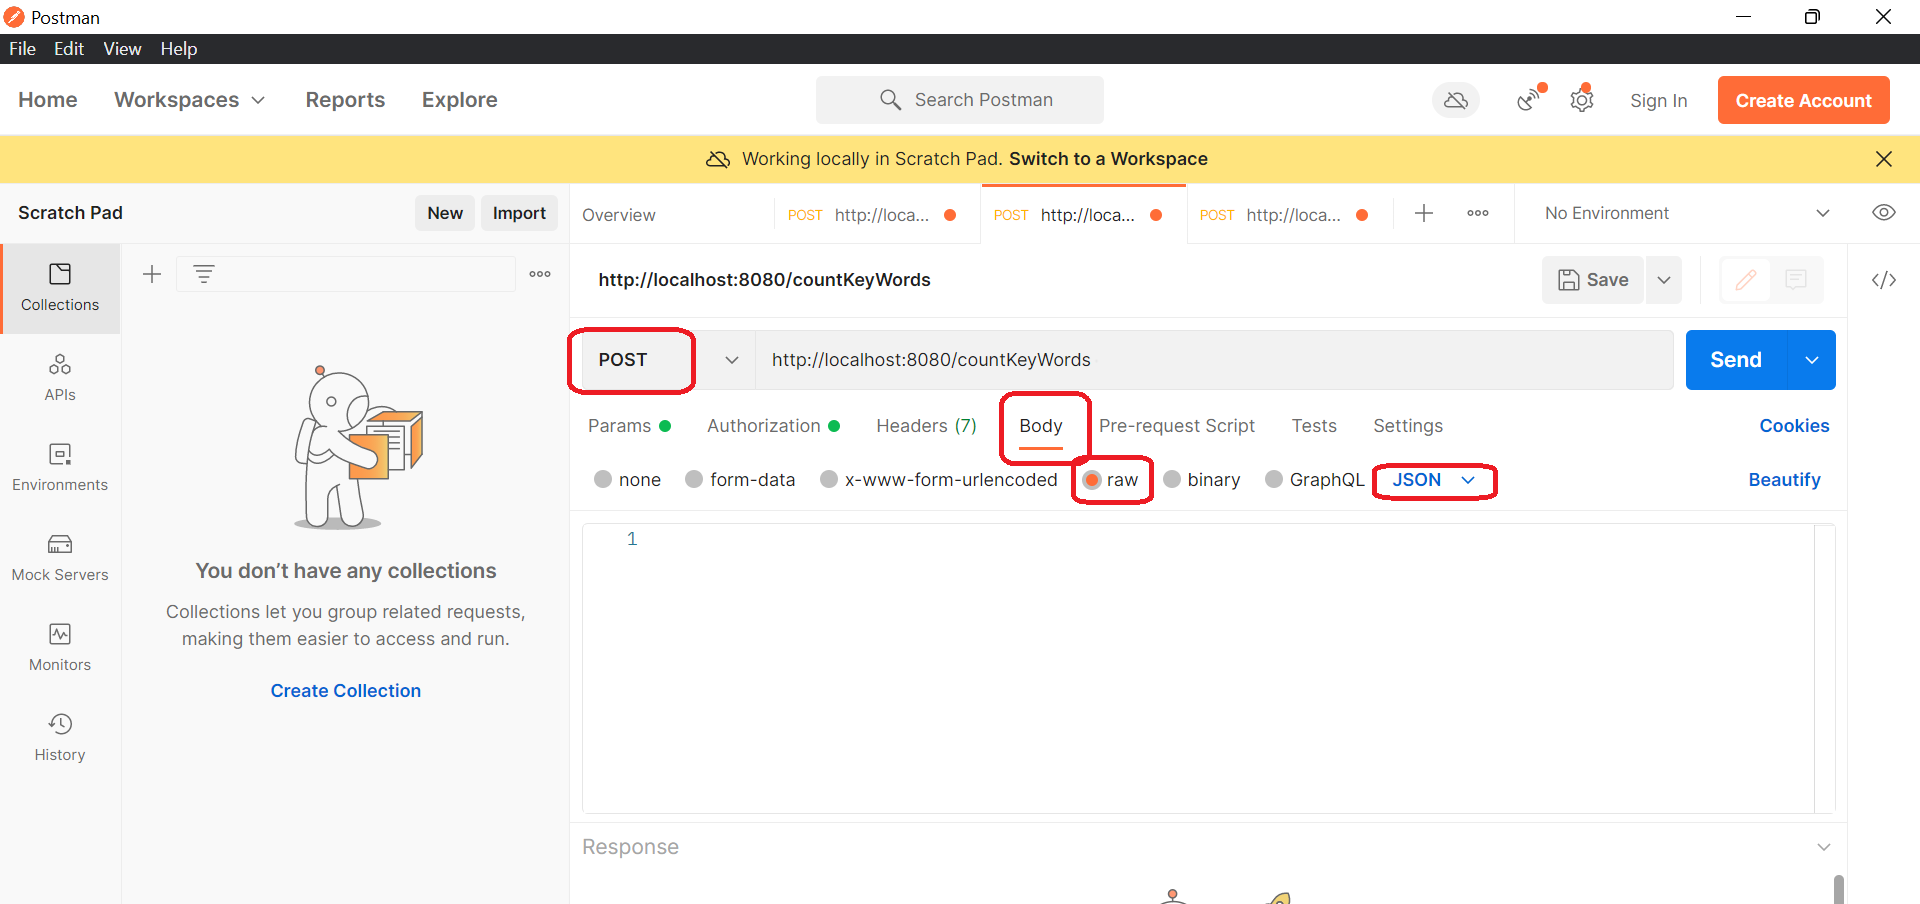 Postman
File Edit View Help
Home Workspaces Reports Explore Search Postman Sign In Create Account
Working locally in Scratch Pad. Switch to a Workspace
Scratch Pad New Import Overview POST http://loca... POST http://loca... POST http://loca... No Environment
http://localhost:8080/countKeyWords Save
Collections
POST http://localhost:8080/countKeyWords Send
APIs
Params Authorization Headers (7) Body Pre-request Script Tests Settings Cookies
none form-data x-www-form-urlencoded raw binary GraphQL JSON Beautify
Environments
1
Mock Servers
You don't have any collections
Collections let you group related requests,
making them easier to access and run.
Monitors
Create Collection
History
Response